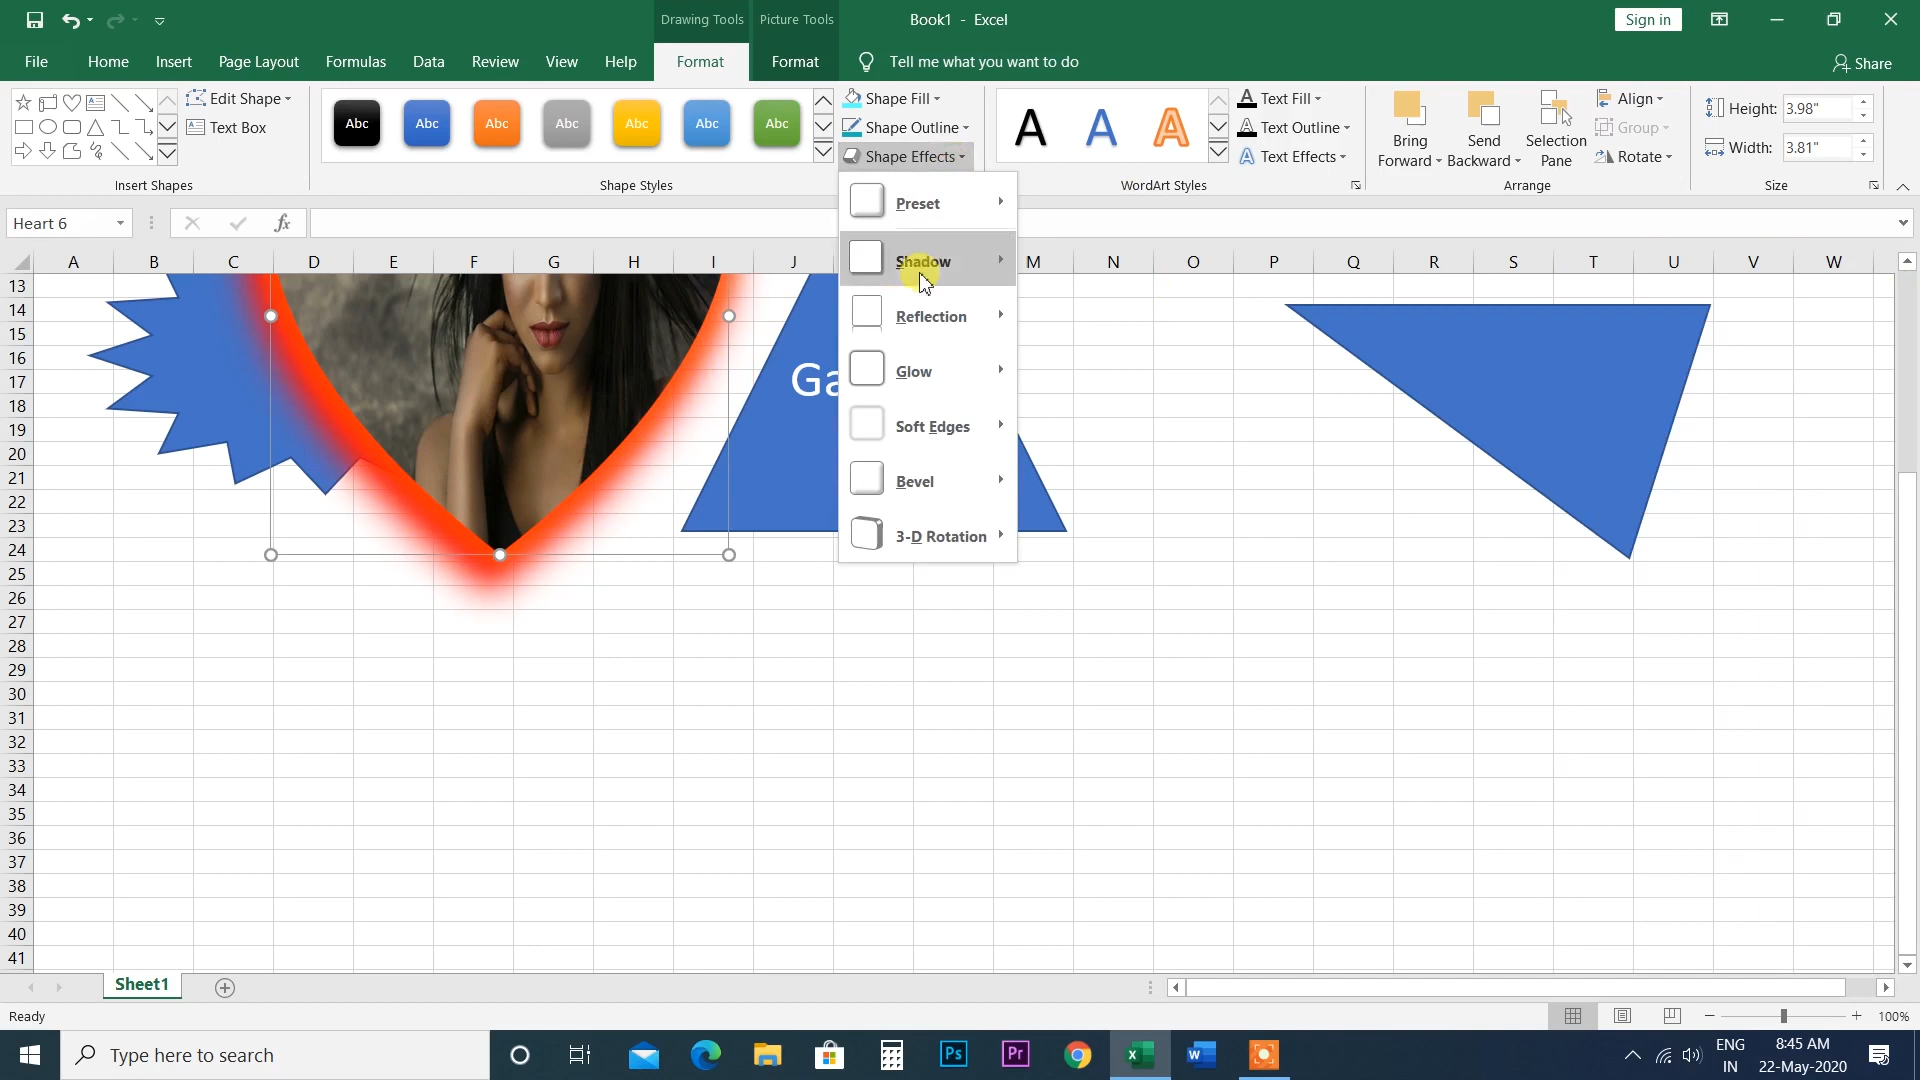 Drawing Tools Picture Tools Book1 - Excel Sign in
File Home Insert Page Layout Formulas Data Review View Help Format Format Tell me what you want to do Share
Edit Shape
Text Box
Insert Shapes
Abc Abc Abc Abc Abc Abc Abc
Shape Styles
Shape Fill
Shape Outline
Shape Effects
A A A
WordArt Styles
Text Fill
Text Outline
Text Effects
Bring Forward
Send Backward
Selection Pane
Align
Group
Rotate
Arrange
Height: 3.98"
Width: 3.81"
Size
Heart 6 fx
A B C D E F G H I J M N O P Q R S T U V W
Preset
Shadow
Reflection
Glow
Soft Edges
Bevel
3-D Rotation
Ga
13
14
15
16
17
18
19
20
21
22
23
24
25
26
27
28
29
30
31
32
33
34
35
36
37
38
39
40
41
Sheet1
Ready 100%
Type here to search
Ps Pr
ENG
IN
8:45 AM
22-May-2020